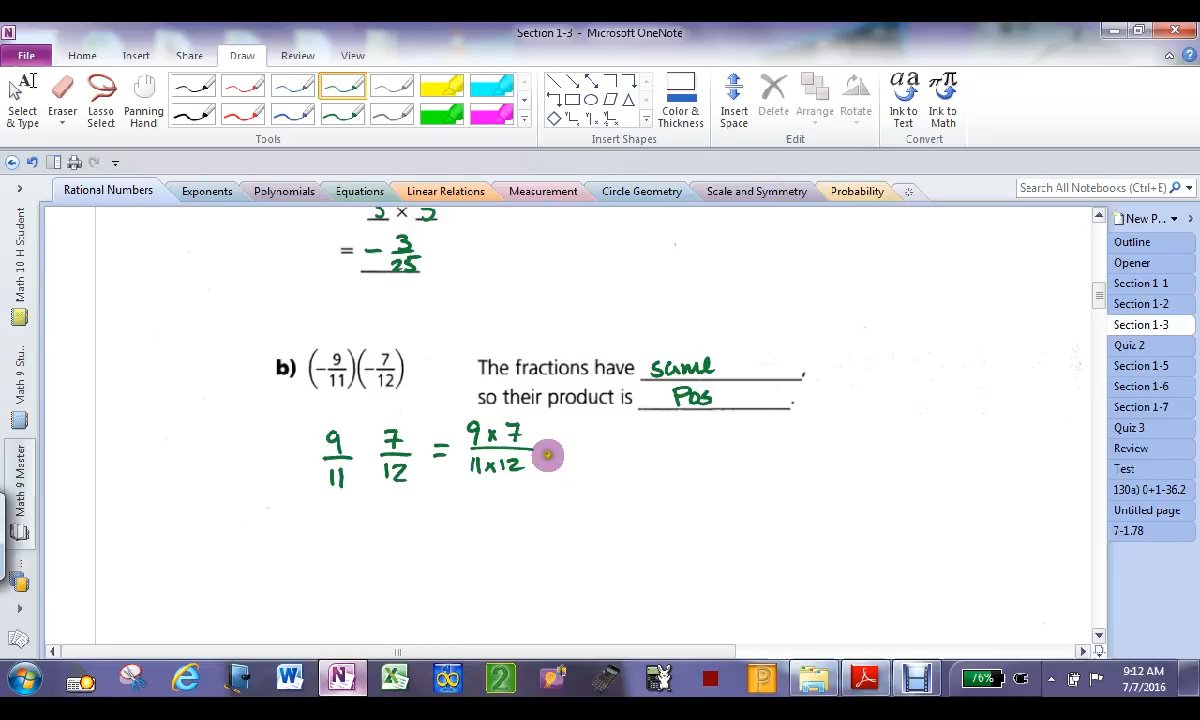 Section 1-3 - Microsoft OneNote
File Home Insert Share Draw Review View
Select & Type
Eraser
Lasso Select
Panning Hand
Color & Thickness
Insert Space
Delete
Arrange
Rotate
Ink to Text
Ink to Math
Tools
Insert Shapes
Edit
Convert
Rational Numbers Exponents Polynomials Equations Linear Relations Measurement Circle Geometry Scale and Symmetry Probability
Search All Notebooks (Ctrl+E)
Math 10 H Student
Math 9 Stu...
Math 9 Master
New P...
Outline
Opener
Section 1-1
Section 1-2
Section 1-3
Quiz 2
Section 1-5
Section 1-6
Section 1-7
Quiz 3
Review
Test
130a) 0+1-36.2
Untitled page
7-1.78
5 × 5
= - 3/25
b) (-9/11)(-7/12) The fractions have same,
so their product is Pos.
9/11 7/12 = 9 × 7 / 11 × 12
76%
9:12 AM
7/7/2016